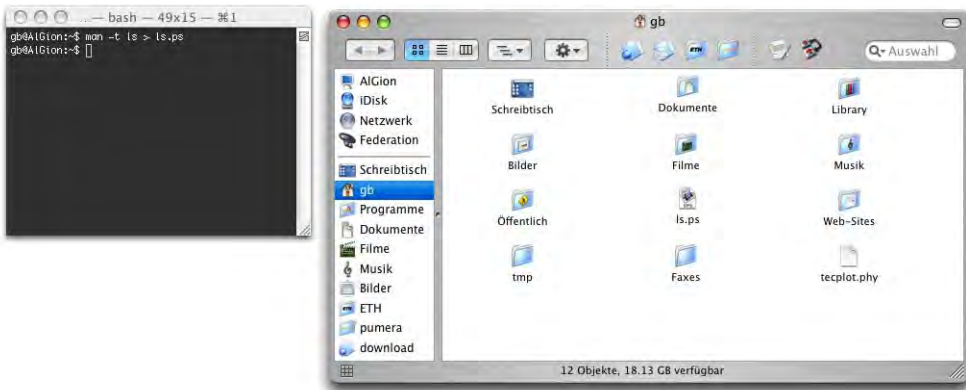 — bash — 49x15 — ⌘1
gb@AlGion:~$ man -t ls > ls.ps
gb@AlGion:~$
gb
Auswahl
AlGion
iDisk
Netzwerk
Federation
Schreibtisch
gb
Programme
Dokumente
Filme
Musik
Bilder
ETH
pumera
download
Schreibtisch
Dokumente
Library
Bilder
Filme
Musik
Öffentlich
ls.ps
Web-Sites
tmp
Faxes
tecplot.phy
12 Objekte, 18.13 GB verfügbar